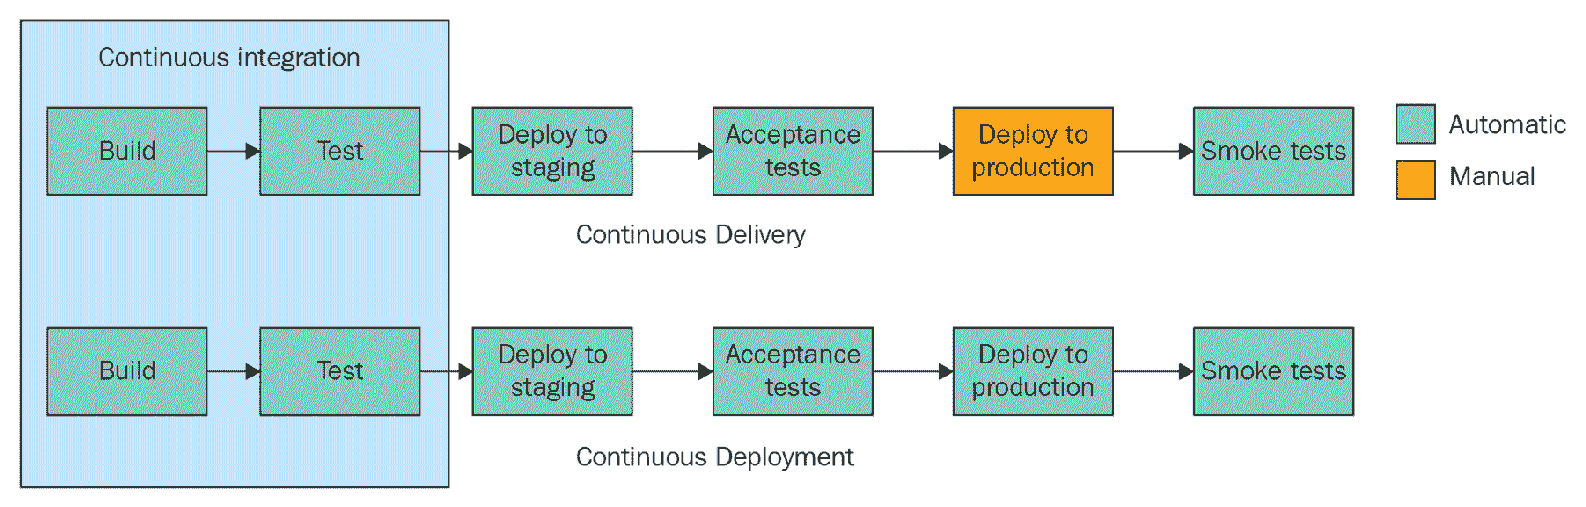 Continuous integration
Build
Test
Deploy to
staging
Acceptance
tests
Deploy to
production
Smoke tests
Automatic
Manual
Continuous Delivery
Build
Test
Deploy to
staging
Acceptance
tests
Deploy to
production
Smoke tests
Continuous Deployment